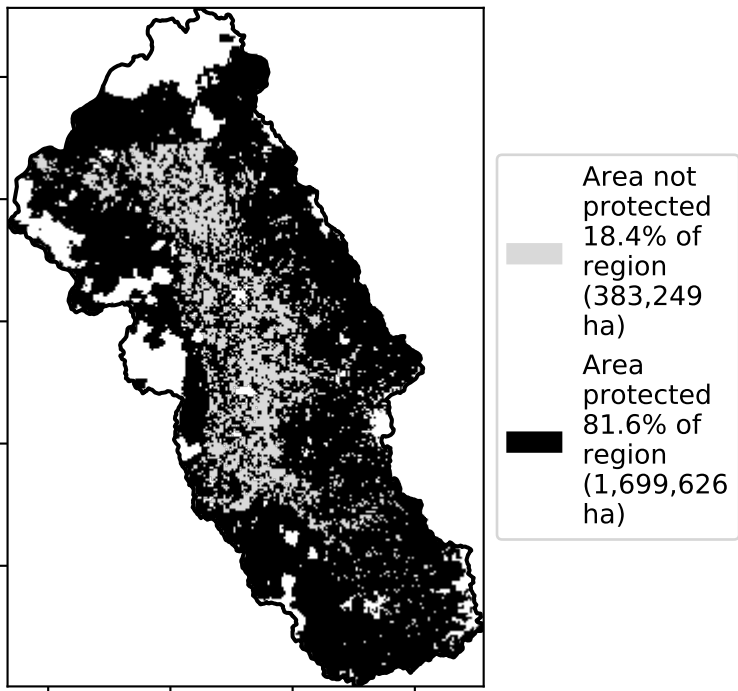 Area not
protected
18.4% of
region
(383,249
ha)
Area
protected
81.6% of
region
(1,699,626
ha)